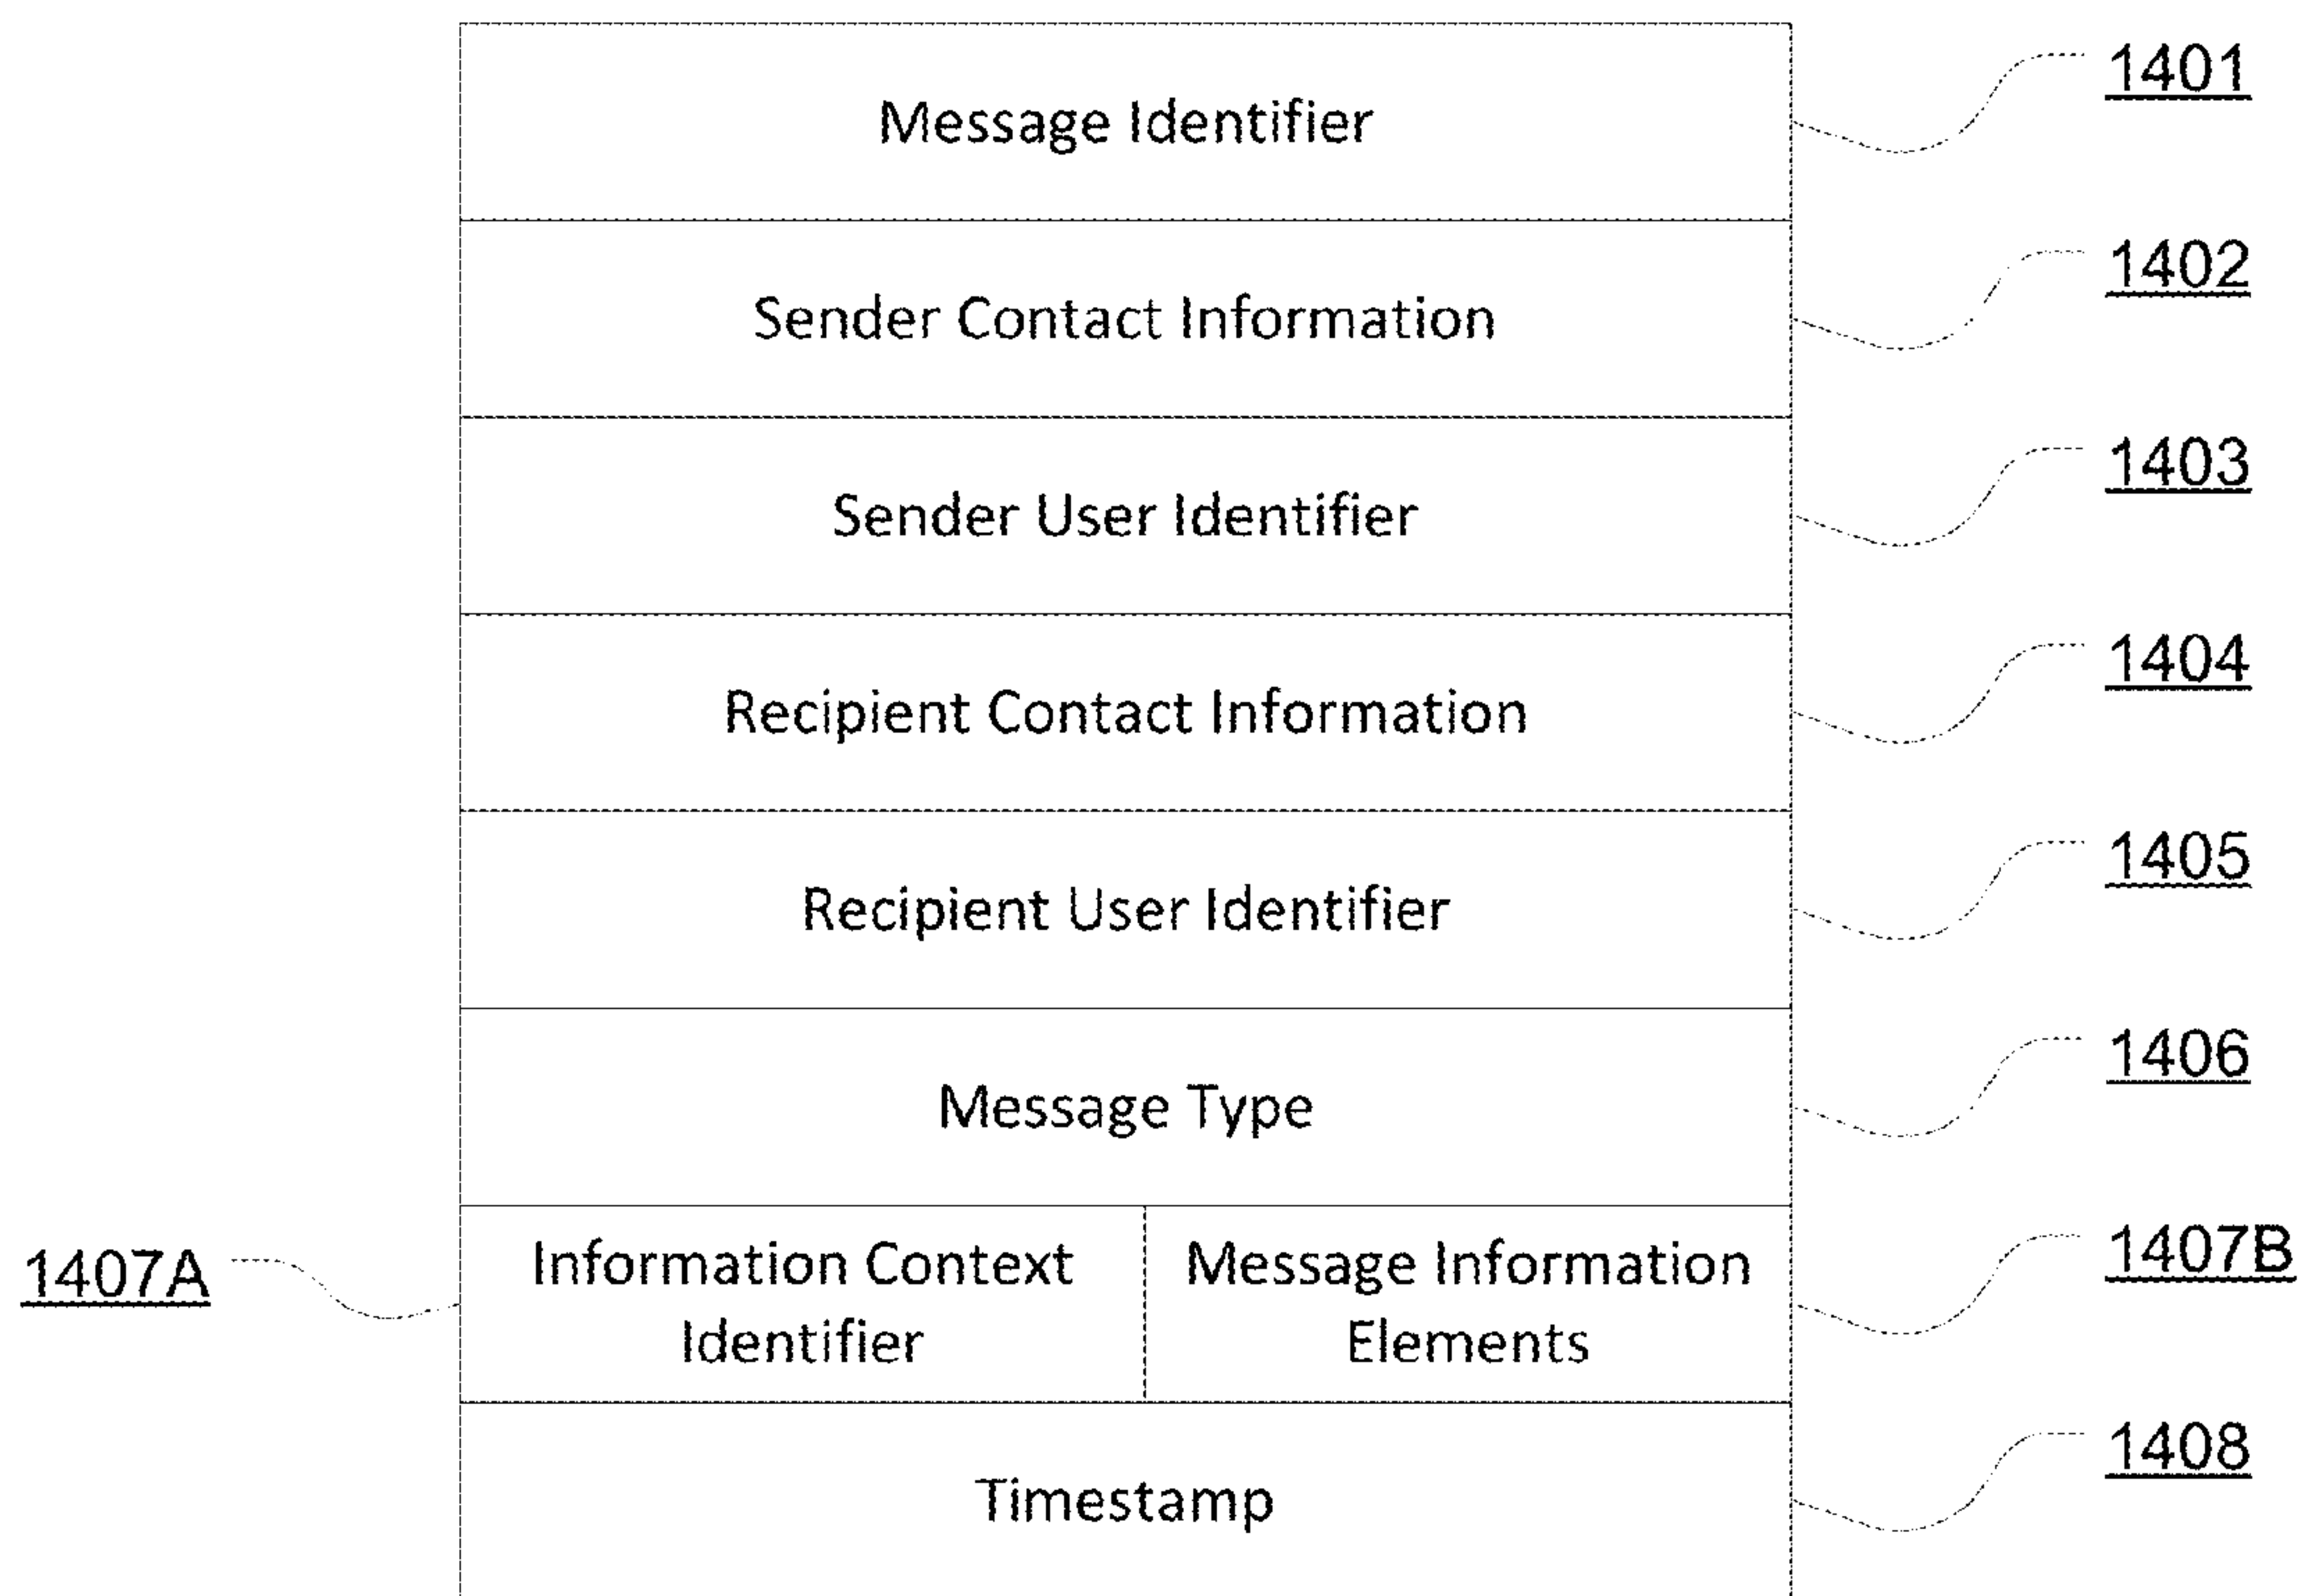 Message Identifier
1401
Sender Contact Information
1402
Sender User Identifier
1403
Recipient Contact Information
1404
Recipient User Identifier
1405
Message Type
1406
1407A
Information Context
Identifier
Message Information
Elements
1407B
Timestamp
1408